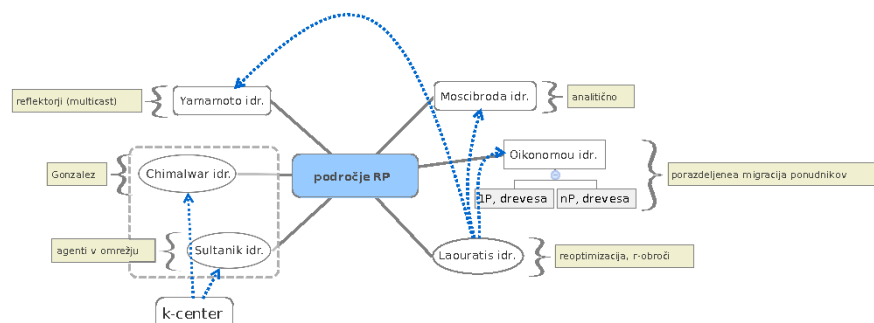 reflektorji (multicast)
Yamamoto idr.
Moscibroda idr.
analitično
Gonzalez
Chimalwar idr.
področje RP
Oikonomou idr.
porazdeljenea migracija ponudnikov
1P, drevesa
nP, drevesa
agenti v omrežju
Sultanik idr.
Laouratis idr.
reoptimizacija, r-obroči
k-center